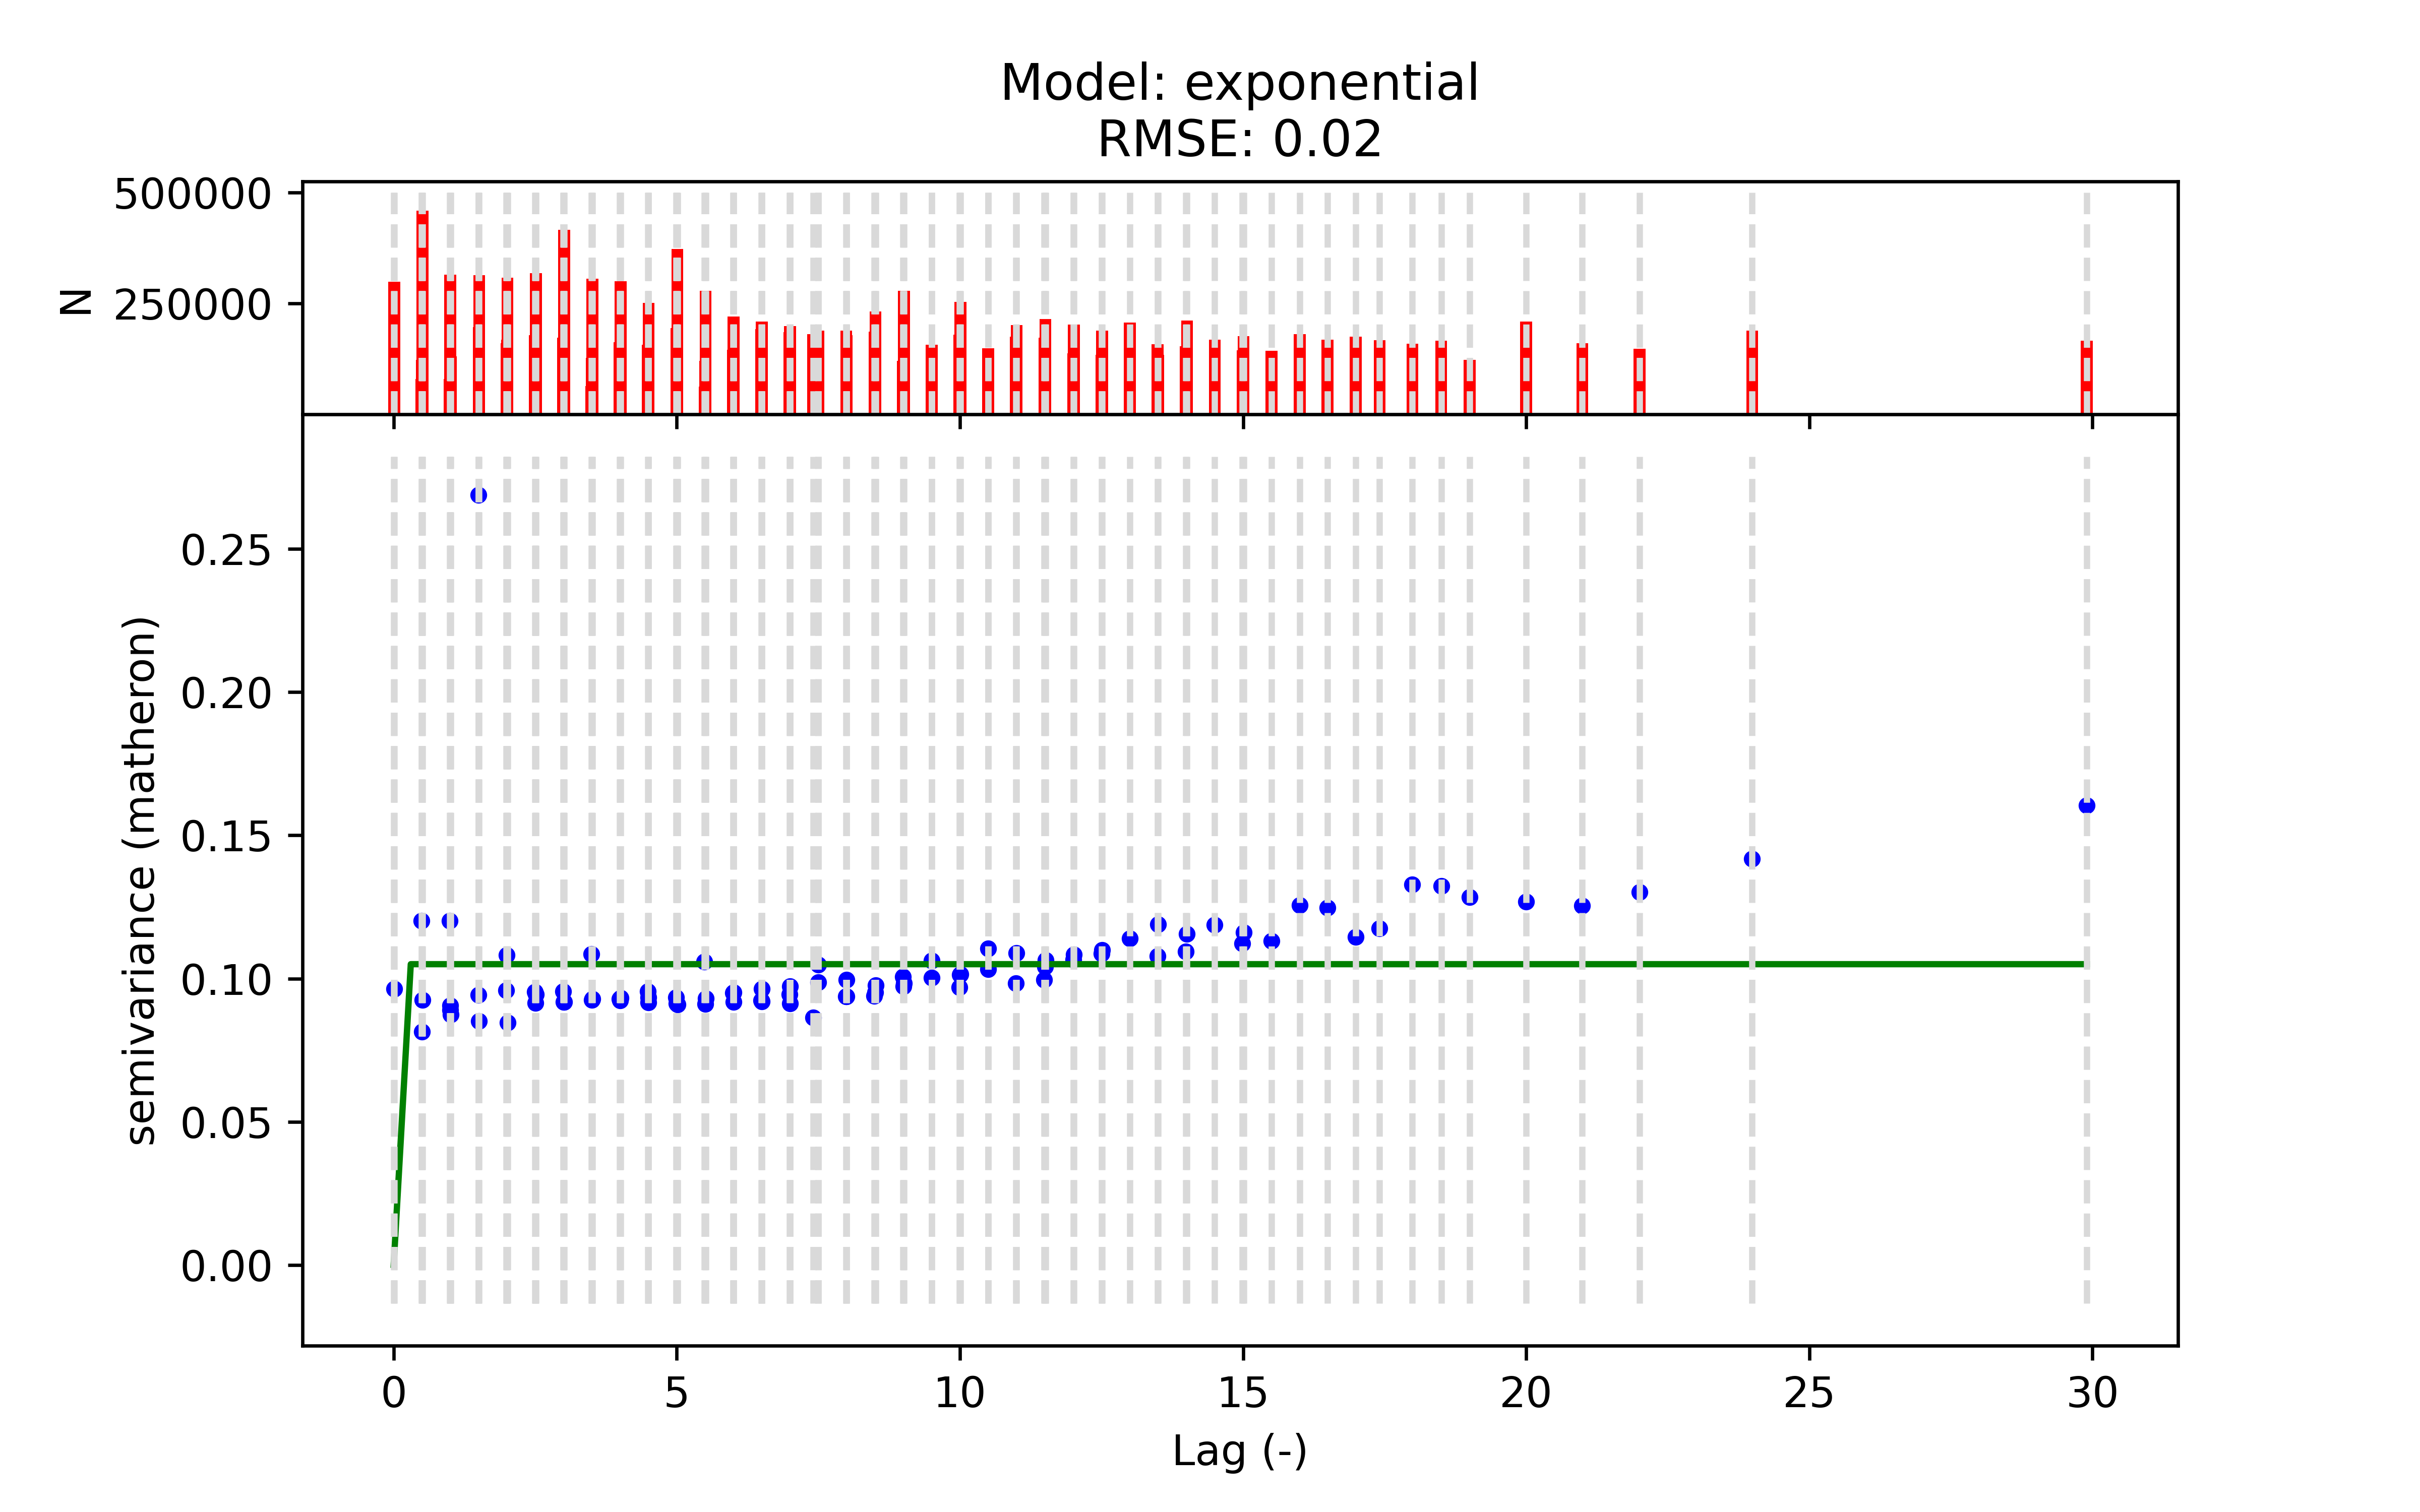 Model: exponential
RMSE: 0.02
500000
250000
N
0.25
0.20
0.15
0.10
0.05
0.00
semivariance (matheron)
0 5 10 15 20 25 30
Lag (-)